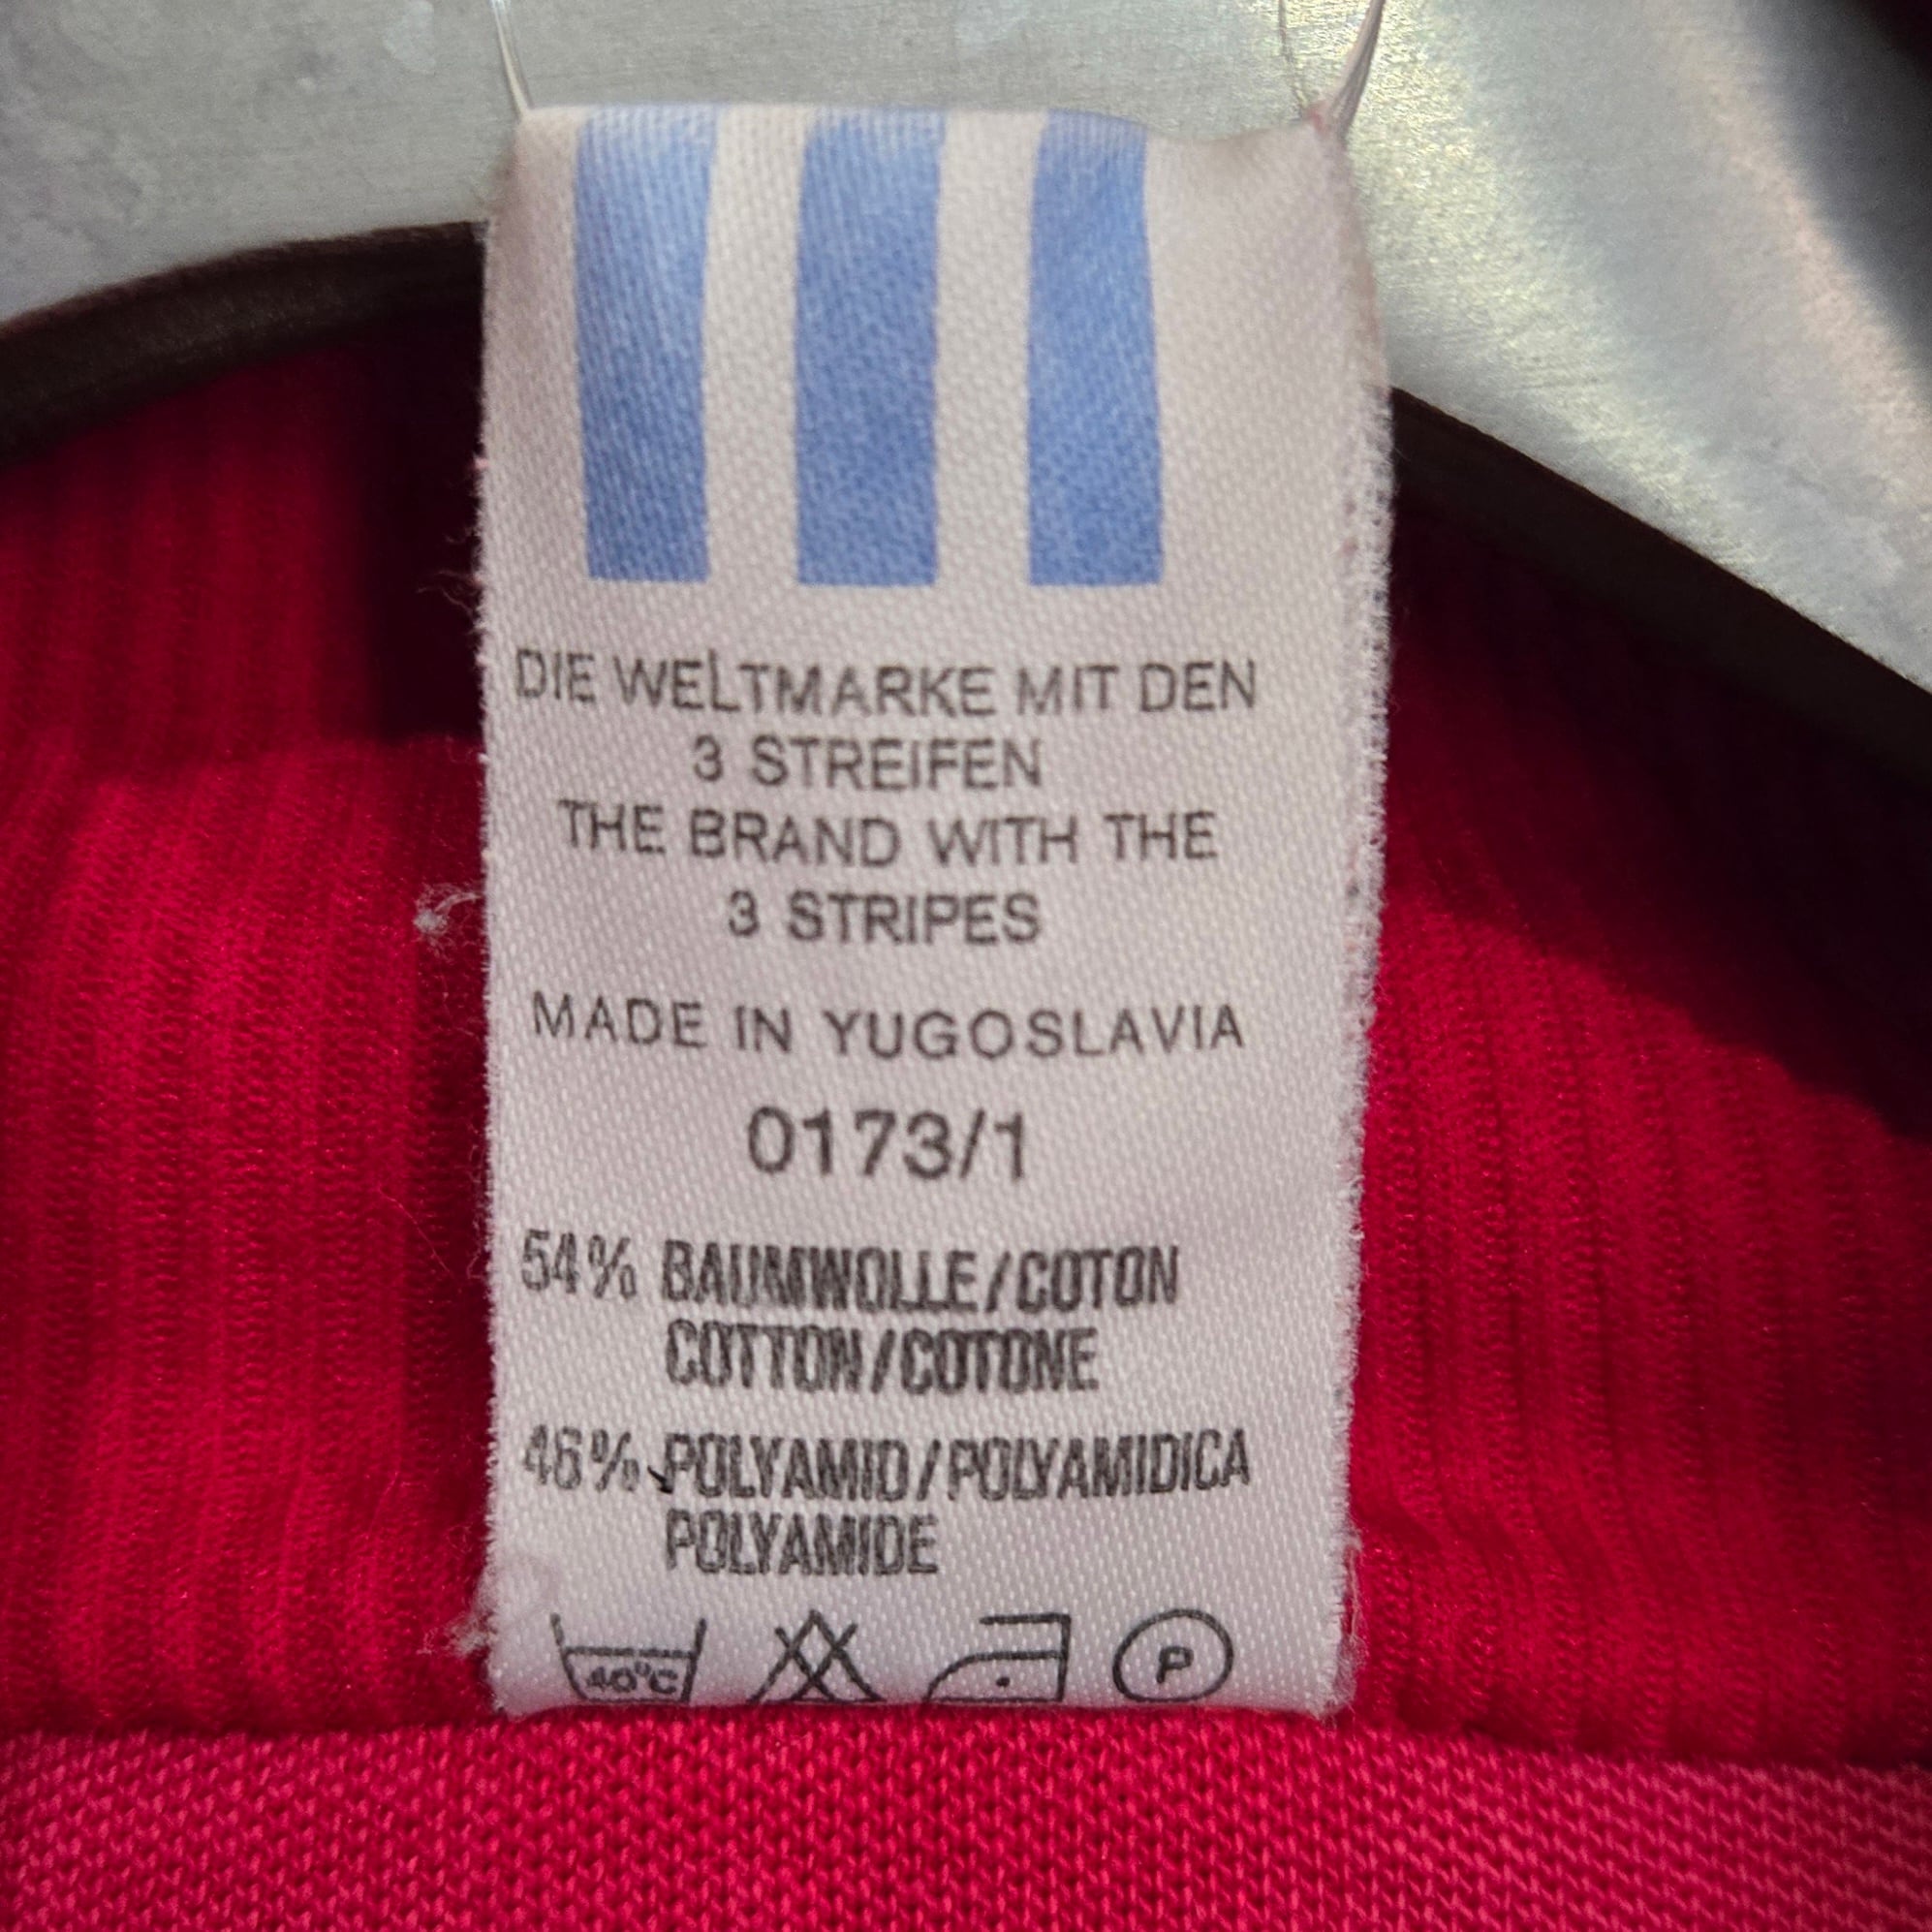 DIE WELTMARKE MIT DEN
3 STREIFEN
THE BRAND WITH THE
3 STRIPES
MADE IN YUGOSLAVIA
0173/1
54% BAUMWOLLE/COTON
COTTON/COTONE
46% POLYAMID/POLYAMIDICA
POLYAMIDE
40°C
P